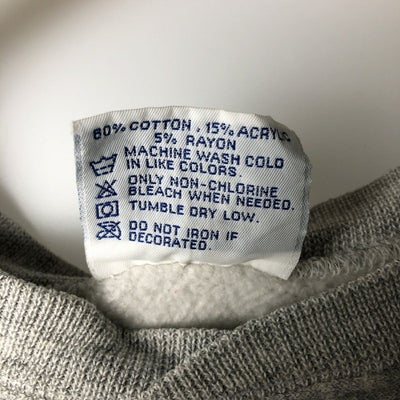 80% COTTON, 15% ACRYLIC
5% RAYON
MACHINE WASH COLD
IN LIKE COLORS.
ONLY NON-CHLORINE
BLEACH WHEN NEEDED.
TUMBLE DRY LOW.
DO NOT IRON IF
DECORATED.